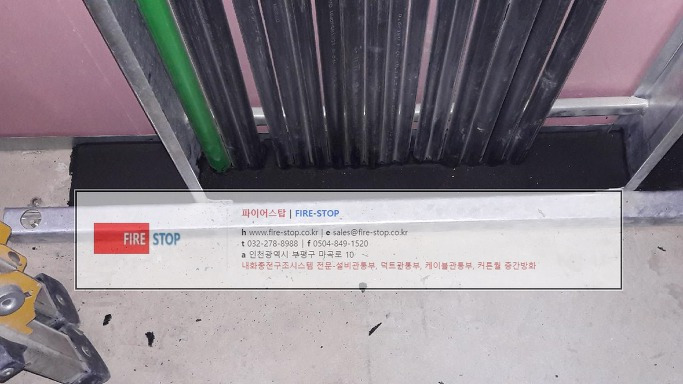 파이어스탑 | FIRE-STOP
FIRE STOP
h www.fire-stop.co.kr | e sales@fire-stop.co.kr
t 032-278-8988 | f 0504-849-1520
a 인천광역시 부평구 마곡로 10
내화충전구조시스템 전문-설비관통부, 덕트관통부, 케이블관통부, 커튼월 층간방화